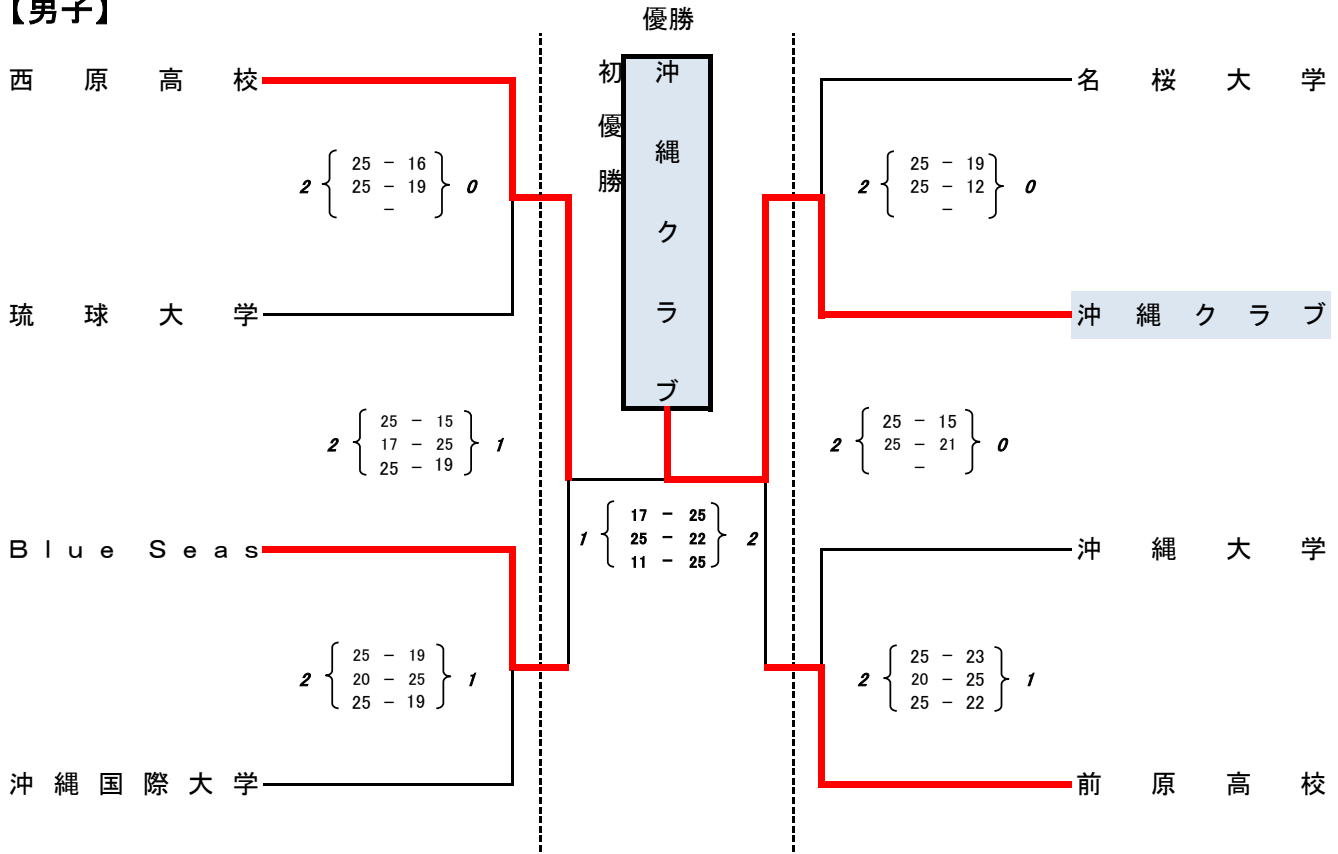 【男子】
優勝
初優勝
沖縄クラブ
西原高校
名桜大学
2 25 － 16 0
25 － 19
－
2 25 － 19 0
25 － 12
－
琉球大学
沖縄クラブ
2 25 － 15 1
17 － 25
25 － 19
2 25 － 15 0
25 － 21
－
1 17 － 25 2
25 － 22
11 － 25
Ｂｌｕｅ Ｓｅａｓ
沖縄大学
2 25 － 19 1
20 － 25
25 － 19
2 25 － 23 1
20 － 25
25 － 22
沖縄国際大学
前原高校